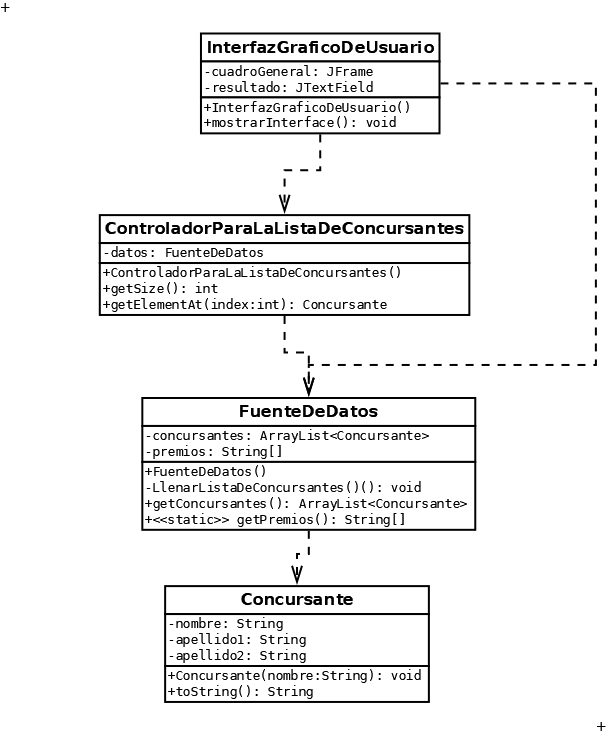 +
InterfazGraficoDeUsuario
-cuadroGeneral: JFrame
-resultado: JTextField
+InterfazGraficoDeUsuario()
+mostrarInterface(): void
ControladorParaLaListaDeConcursantes
-datos: FuenteDeDatos
+ControladorParaLaListaDeConcursantes()
+getSize(): int
+getElementAt(index:int): Concursante
FuenteDeDatos
-concursantes: ArrayList<Concursante>
-premios: String[]
+FuenteDeDatos()
-LlenarListaDeConcursantes()(): void
+getConcursantes(): ArrayList<Concursante>
+<<static>> getPremios(): String[]
Concursante
-nombre: String
-apellido1: String
-apellido2: String
+Concursante(nombre:String): void
+toString(): String
+